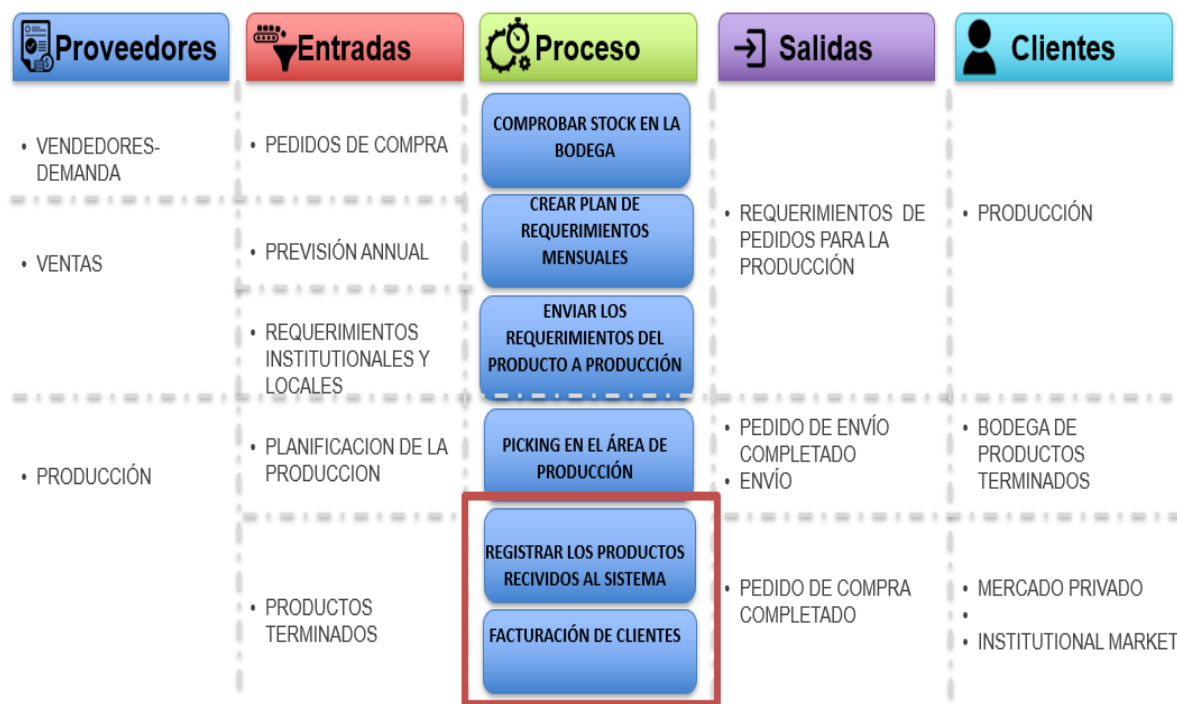 Proveedores
Entradas
Proceso
Salidas
Clientes
• VENDEDORES-
DEMANDA
• PEDIDOS DE COMPRA
COMPROBAR STOCK EN LA
BODEGA
• VENTAS
• PREVISIÓN ANNUAL
CREAR PLAN DE
REQUERIMIENTOS
MENSUALES
• REQUERIMIENTOS DE
PEDIDOS PARA LA
PRODUCCIÓN
• PRODUCCIÓN
• REQUERIMIENTOS
INSTITUTIONALES Y
LOCALES
ENVIAR LOS
REQUERIMIENTOS DEL
PRODUCTO A PRODUCCIÓN
• PRODUCCIÓN
• PLANIFICACION DE LA
PRODUCCION
PICKING EN EL ÁREA DE
PRODUCCIÓN
• PEDIDO DE ENVÍO
COMPLETADO
• ENVÍO
• BODEGA DE
PRODUCTOS
TERMINADOS
• PRODUCTOS
TERMINADOS
REGISTRAR LOS PRODUCTOS
RECIVIDOS AL SISTEMA
FACTURACIÓN DE CLIENTES
• PEDIDO DE COMPRA
COMPLETADO
• MERCADO PRIVADO
•
• INSTITUTIONAL MARKET